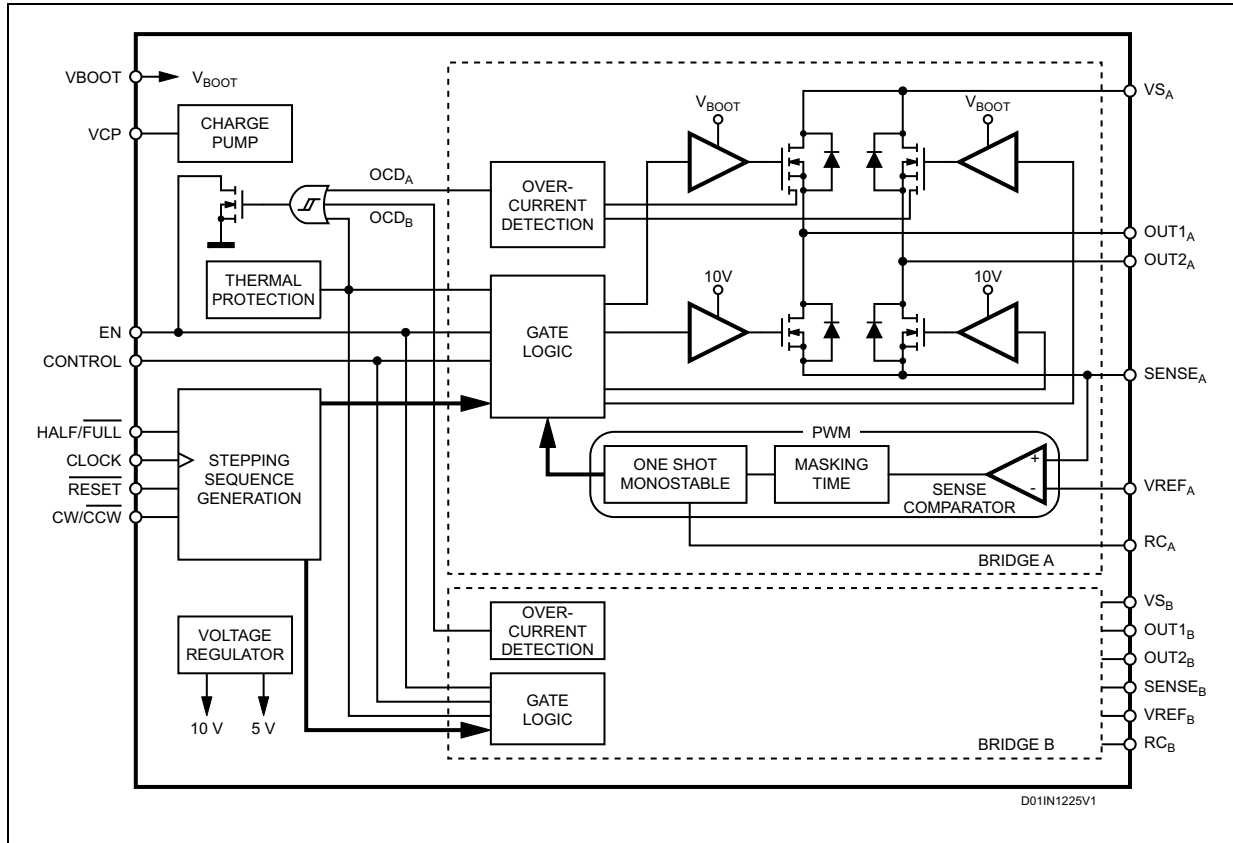 VBOOT
VBOOT
VCP
CHARGE
PUMP
OCDA
OCDB
THERMAL
PROTECTION
EN
CONTROL
HALF/FULL
CLOCK
RESET
CW/CCW
STEPPING
SEQUENCE
GENERATION
VOLTAGE
REGULATOR
10 V
5 V
OVER-
CURRENT
DETECTION
GATE
LOGIC
VBOOT
VBOOT
10V
10V
PWM
ONE SHOT
MONOSTABLE
MASKING
TIME
+
-
SENSE
COMPARATOR
BRIDGE A
OVER-
CURRENT
DETECTION
GATE
LOGIC
BRIDGE B
VSA
OUT1A
OUT2A
SENSEA
VREFA
RCA
VSB
OUT1B
OUT2B
SENSEB
VREFB
RCB
D01IN1225V1